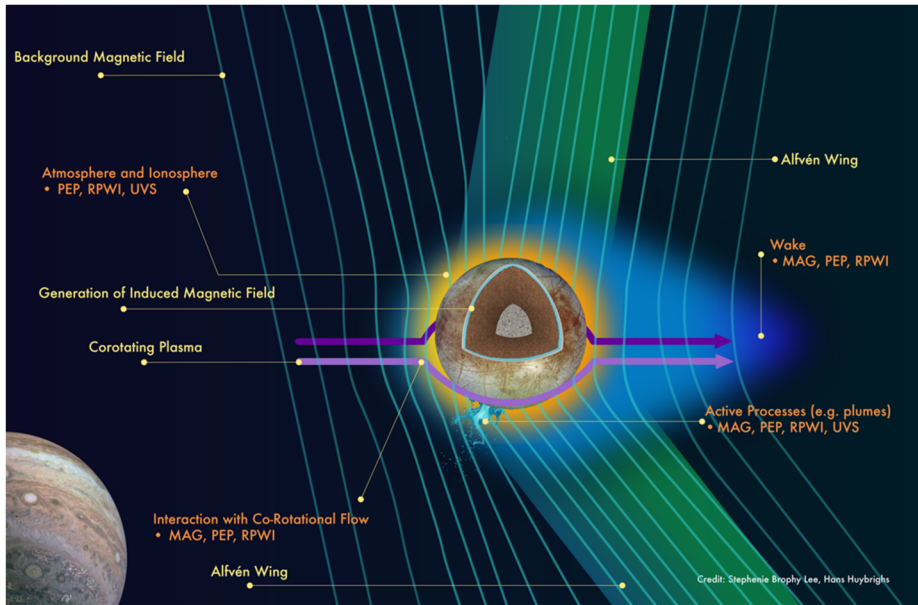 Background Magnetic Field
Alfvén Wing
Atmosphere and Ionosphere
• PEP, RPWI, UVS
Wake
• MAG, PEP, RPWI
Generation of Induced Magnetic Field
Corotating Plasma
Active Processes (e.g. plumes)
• MAG, PEP, RPWI, UVS
Interaction with Co-Rotational Flow
• MAG, PEP, RPWI
Alfvén Wing
Credit: Stephenie Brophy Lee, Hans Huybrighs